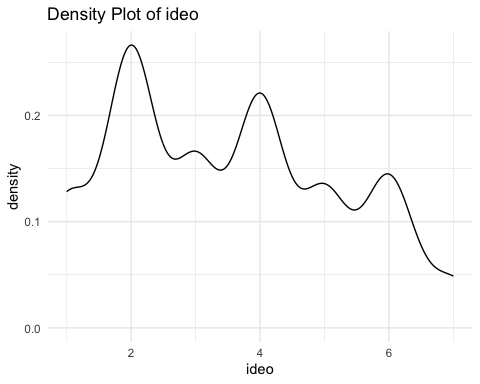 Density Plot of ideo
density
0.2
0.1
0.0
2 4 6
ideo